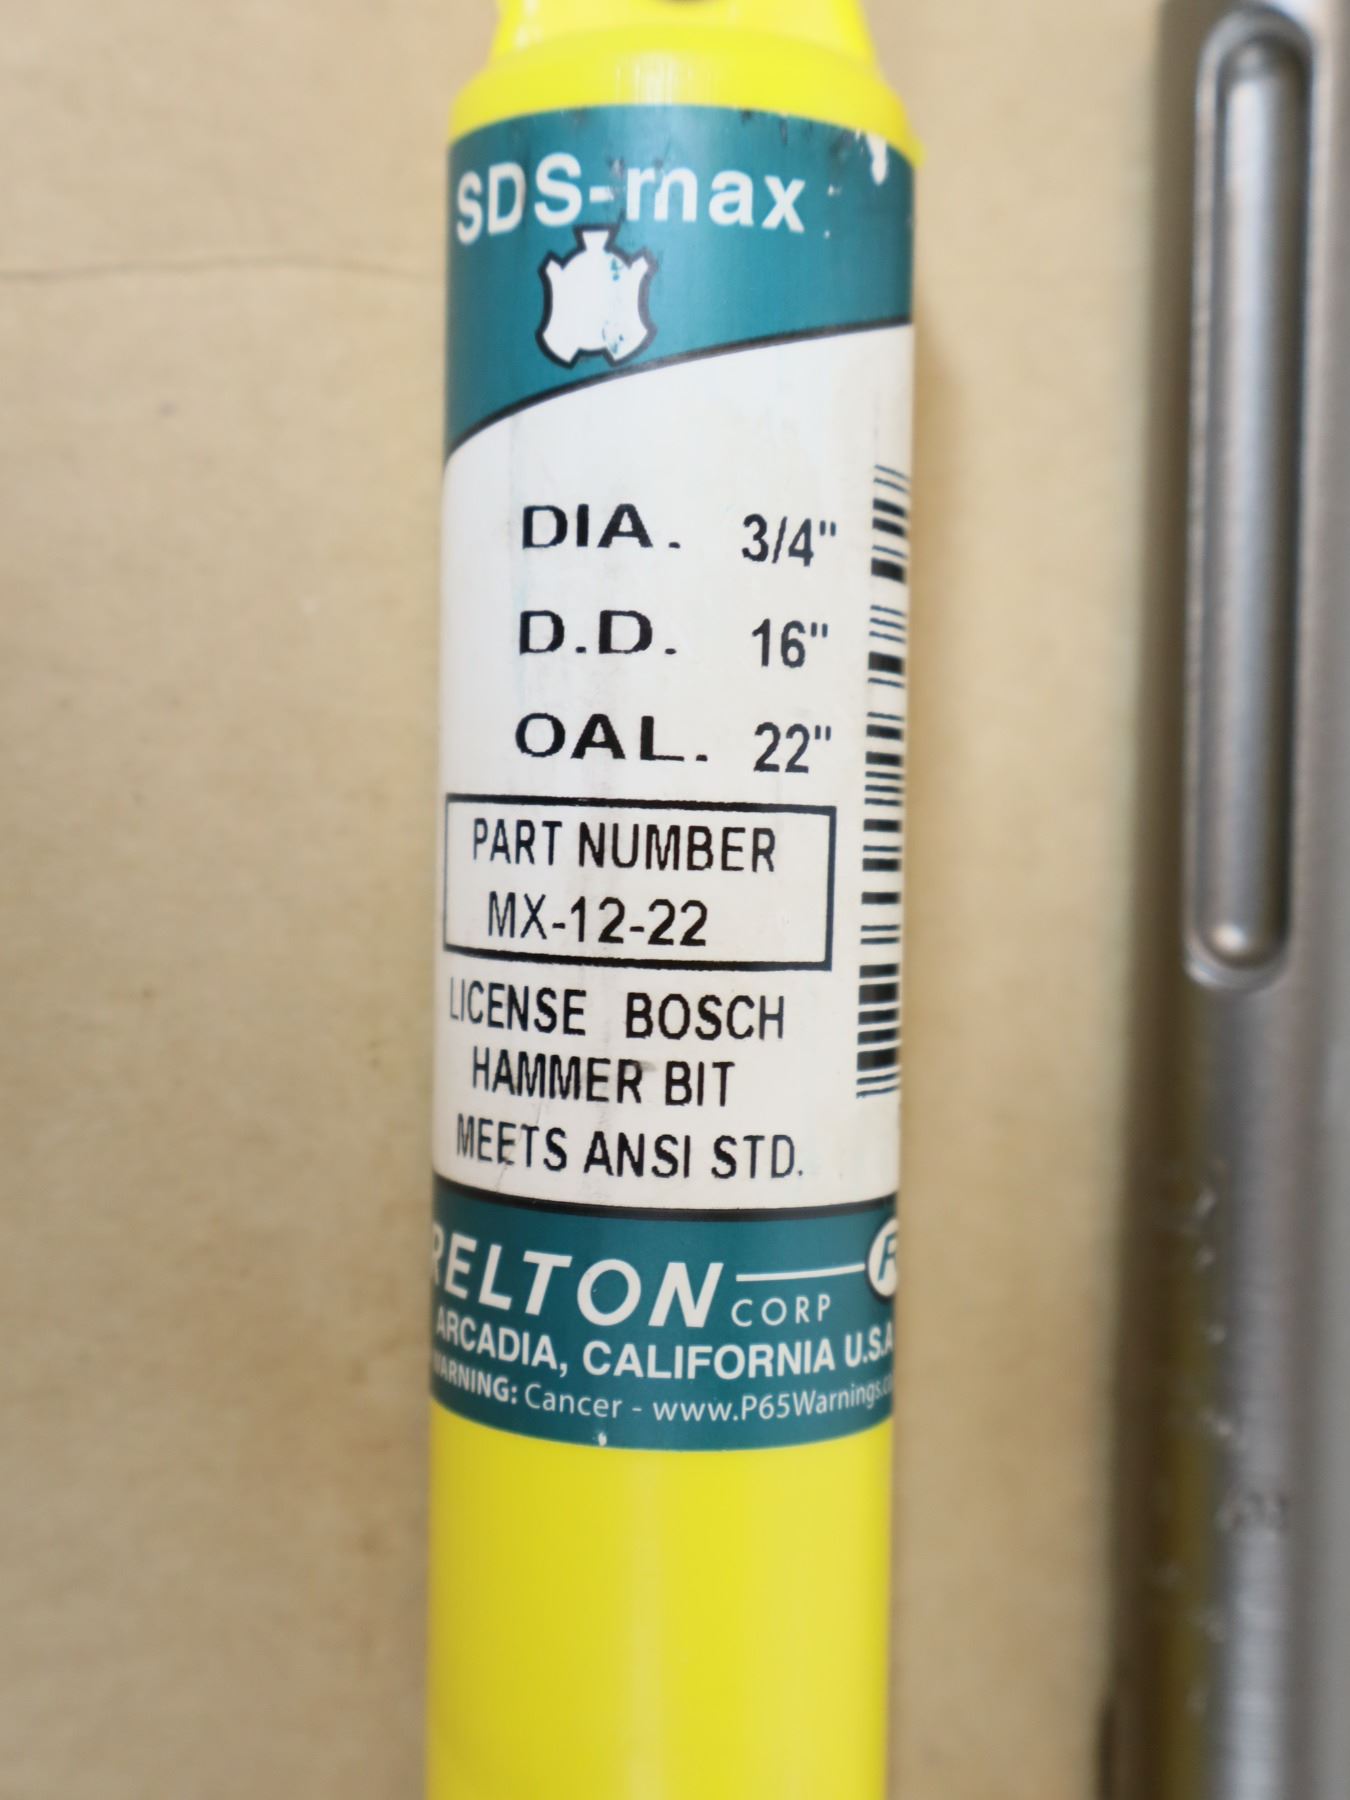 SDS-max
DIA. 3/4"
D.D. 16"
OAL. 22"
PART NUMBER
MX-12-22
LICENSE BOSCH
HAMMER BIT
MEETS ANSI STD.
RELTON CORP R
ARCADIA, CALIFORNIA U.S.A
WARNING: Cancer - www.P65Warnings.c